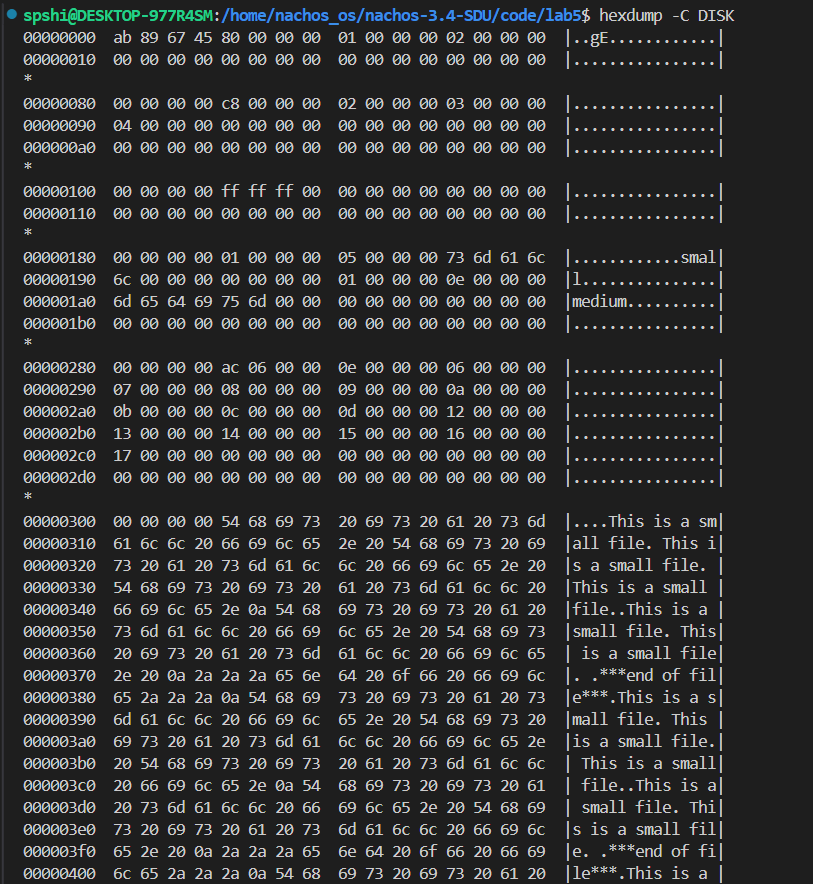 spshi@DESKTOP-977R4SM:/home/nachos_os/nachos-3.4-SDU/code/lab5$ hexdump -C DISK
00000000  ab 89 67 45 80 00 00 00  01 00 00 00 02 00 00 00  |..gE............|
00000010  00 00 00 00 00 00 00 00  00 00 00 00 00 00 00 00  |................|
*
00000080  00 00 00 00 c8 00 00 00  02 00 00 00 03 00 00 00  |................|
00000090  04 00 00 00 00 00 00 00  00 00 00 00 00 00 00 00  |................|
000000a0  00 00 00 00 00 00 00 00  00 00 00 00 00 00 00 00  |................|
*
00000100  00 00 00 00 ff ff ff 00  00 00 00 00 00 00 00 00  |................|
00000110  00 00 00 00 00 00 00 00  00 00 00 00 00 00 00 00  |................|
*
00000180  00 00 00 00 01 00 00 00  05 00 00 00 73 6d 61 6c  |............smal|
00000190  6c 00 00 00 00 00 00 00  01 00 00 00 0e 00 00 00  |l...............|
000001a0  6d 65 64 69 75 6d 00 00  00 00 00 00 00 00 00 00  |medium..........|
000001b0  00 00 00 00 00 00 00 00  00 00 00 00 00 00 00 00  |................|
*
00000280  00 00 00 00 ac 06 00 00  0e 00 00 00 06 00 00 00  |................|
00000290  07 00 00 00 08 00 00 00  09 00 00 00 0a 00 00 00  |................|
000002a0  0b 00 00 00 0c 00 00 00  0d 00 00 00 12 00 00 00  |................|
000002b0  13 00 00 00 14 00 00 00  15 00 00 00 16 00 00 00  |................|
000002c0  17 00 00 00 00 00 00 00  00 00 00 00 00 00 00 00  |................|
000002d0  00 00 00 00 00 00 00 00  00 00 00 00 00 00 00 00  |................|
*
00000300  00 00 00 00 54 68 69 73  20 69 73 20 61 20 73 6d  |....This is a sm|
00000310  61 6c 6c 20 66 69 6c 65  2e 20 54 68 69 73 20 69  |all file. This i|
00000320  73 20 61 20 73 6d 61 6c  6c 20 66 69 6c 65 2e 20  |s a small file. |
00000330  54 68 69 73 20 69 73 20  61 20 73 6d 61 6c 6c 20  |This is a small |
00000340  66 69 6c 65 2e 0a 54 68  69 73 20 69 73 20 61 20  |file..This is a |
00000350  73 6d 61 6c 6c 20 66 69  6c 65 2e 20 54 68 69 73  |small file. This|
00000360  20 69 73 20 61 20 73 6d  61 6c 6c 20 66 69 6c 65  | is a small file|
00000370  2e 20 0a 2a 2a 2a 65 6e  64 20 6f 66 20 66 69 6c  |. .***end of fil|
00000380  65 2a 2a 2a 0a 54 68 69  73 20 69 73 20 61 20 73  |e***.This is a s|
00000390  6d 61 6c 6c 20 66 69 6c  65 2e 20 54 68 69 73 20  |mall file. This |
000003a0  69 73 20 61 20 73 6d 61  6c 6c 20 66 69 6c 65 2e  |is a small file.|
000003b0  20 54 68 69 73 20 69 73  20 61 20 73 6d 61 6c 6c  | This is a small|
000003c0  20 66 69 6c 65 2e 0a 54  68 69 73 20 69 73 20 61  | file..This is a|
000003d0  20 73 6d 61 6c 6c 20 66  69 6c 65 2e 20 54 68 69  | small file. Thi|
000003e0  73 20 69 73 20 61 20 73  6d 61 6c 6c 20 66 69 6c  |s is a small fil|
000003f0  65 2e 20 0a 2a 2a 2a 65  6e 64 20 6f 66 20 66 69  |e. .***end of fi|
00000400  6c 65 2a 2a 2a 0a 54 68  69 73 20 69 73 20 61 20  |le***.This is a |